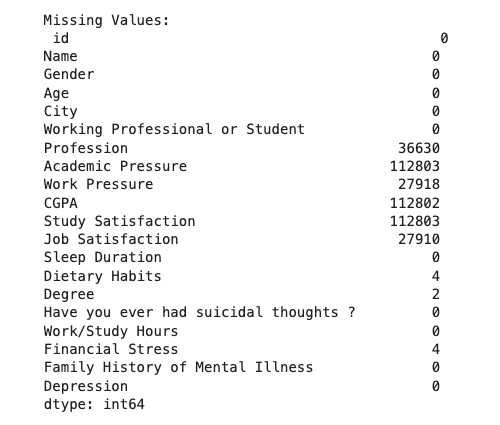 Missing Values:
id 0
Name 0
Gender 0
Age 0
City 0
Working Professional or Student 0
Profession 36630
Academic Pressure 112803
Work Pressure 27918
CGPA 112802
Study Satisfaction 112803
Job Satisfaction 27910
Sleep Duration 0
Dietary Habits 4
Degree 2
Have you ever had suicidal thoughts ? 0
Work/Study Hours 0
Financial Stress 4
Family History of Mental Illness 0
Depression 0
dtype: int64